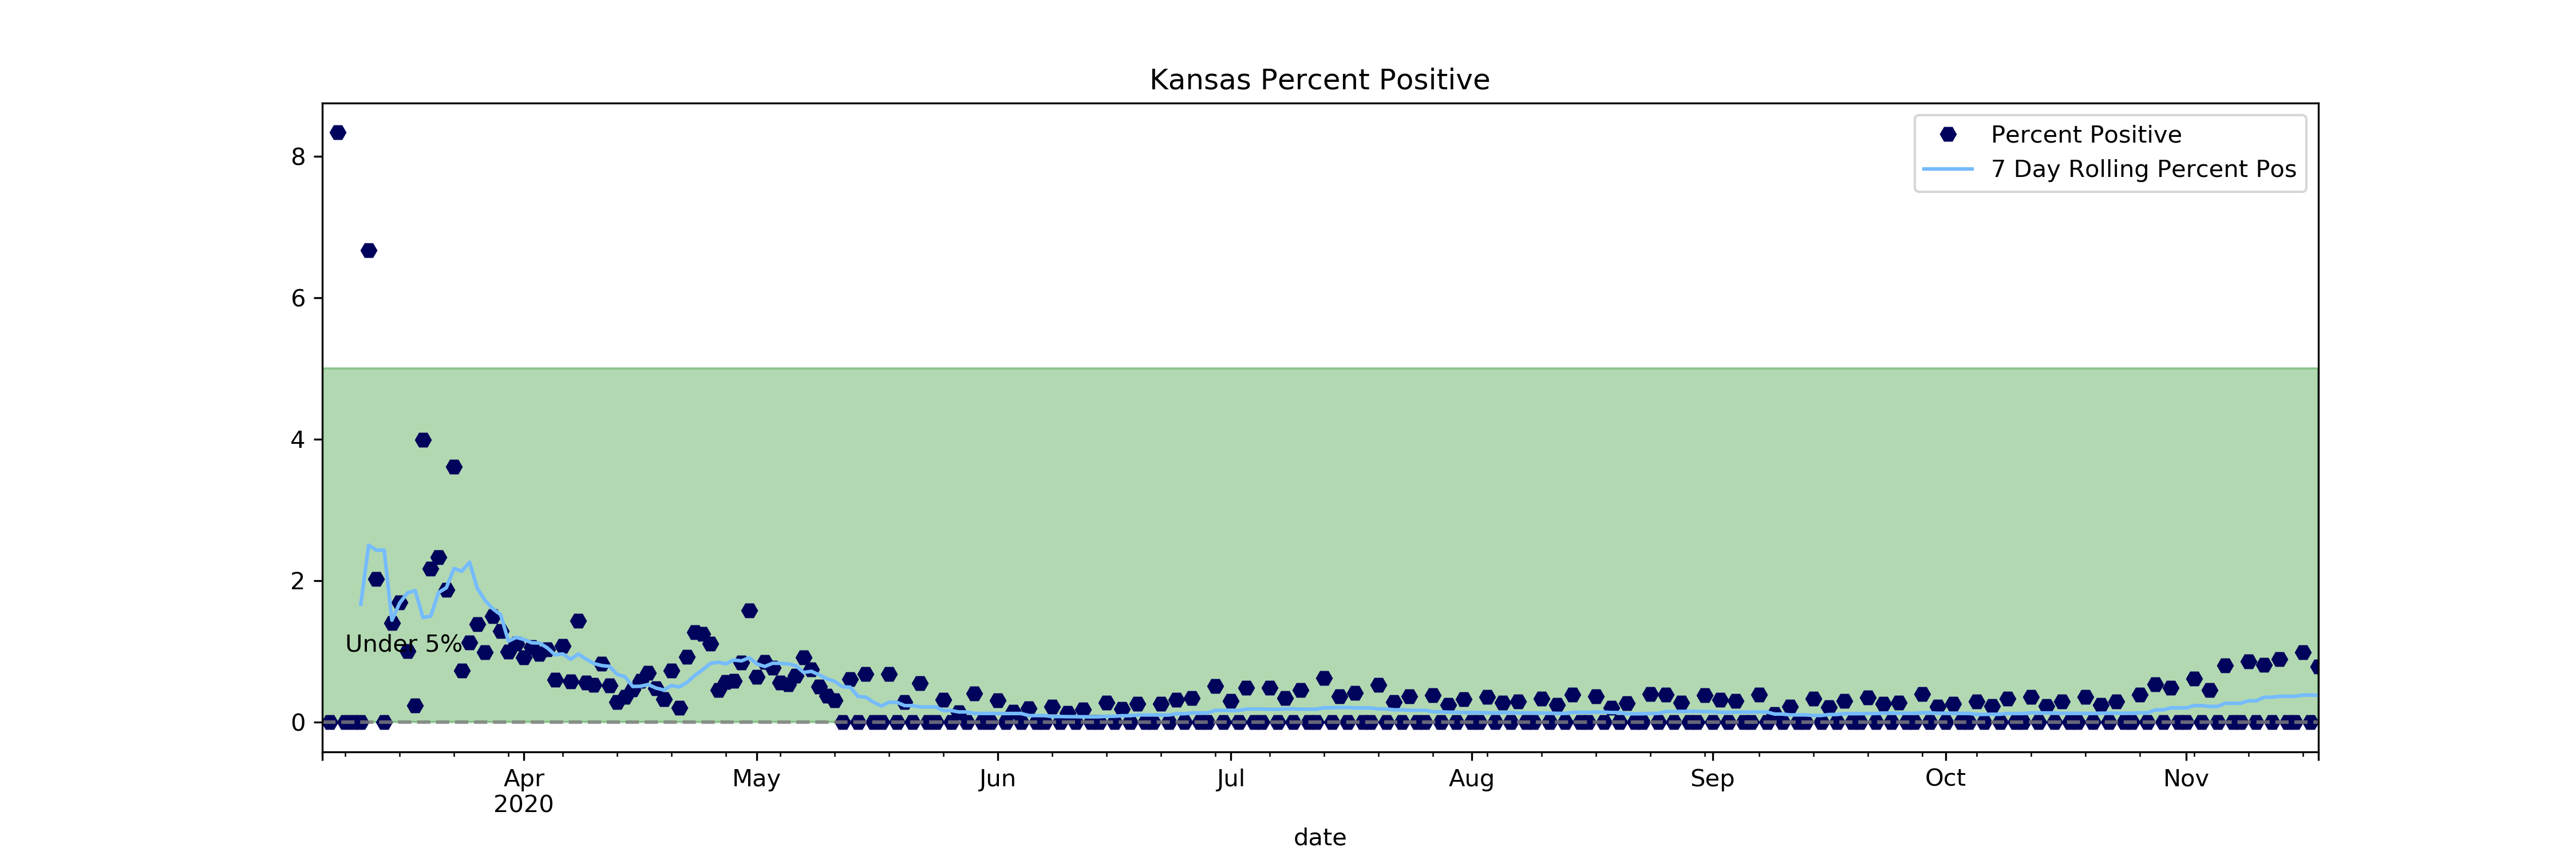 Kansas Percent Positive
Percent Positive
7 Day Rolling Percent Pos
8
6
4
2
0
Under 5%
Apr
2020
May
Jun
Jul
Aug
Sep
Oct
Nov
date